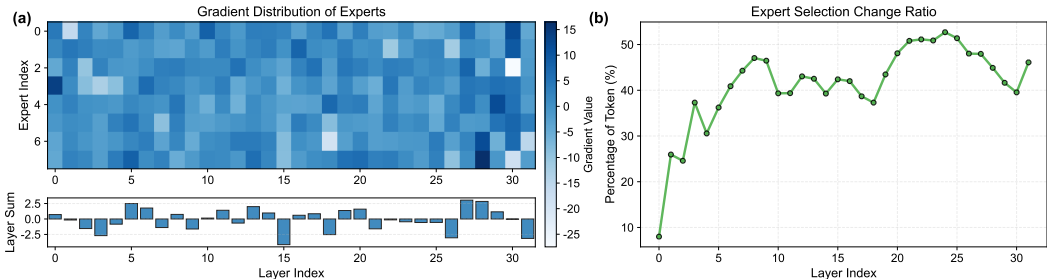 (a)
Gradient Distribution of Experts
Expert Index
0
2
4
6
0 5 10 15 20 25 30
Layer Sum
2.5
0.0
-2.5
0 5 10 15 20 25 30
Layer Index
15
10
5
0
-5
-10
-15
-20
-25
Gradient Value
(b)
Expert Selection Change Ratio
Percentage of Token (%)
50
40
30
20
10
0 5 10 15 20 25 30
Layer Index